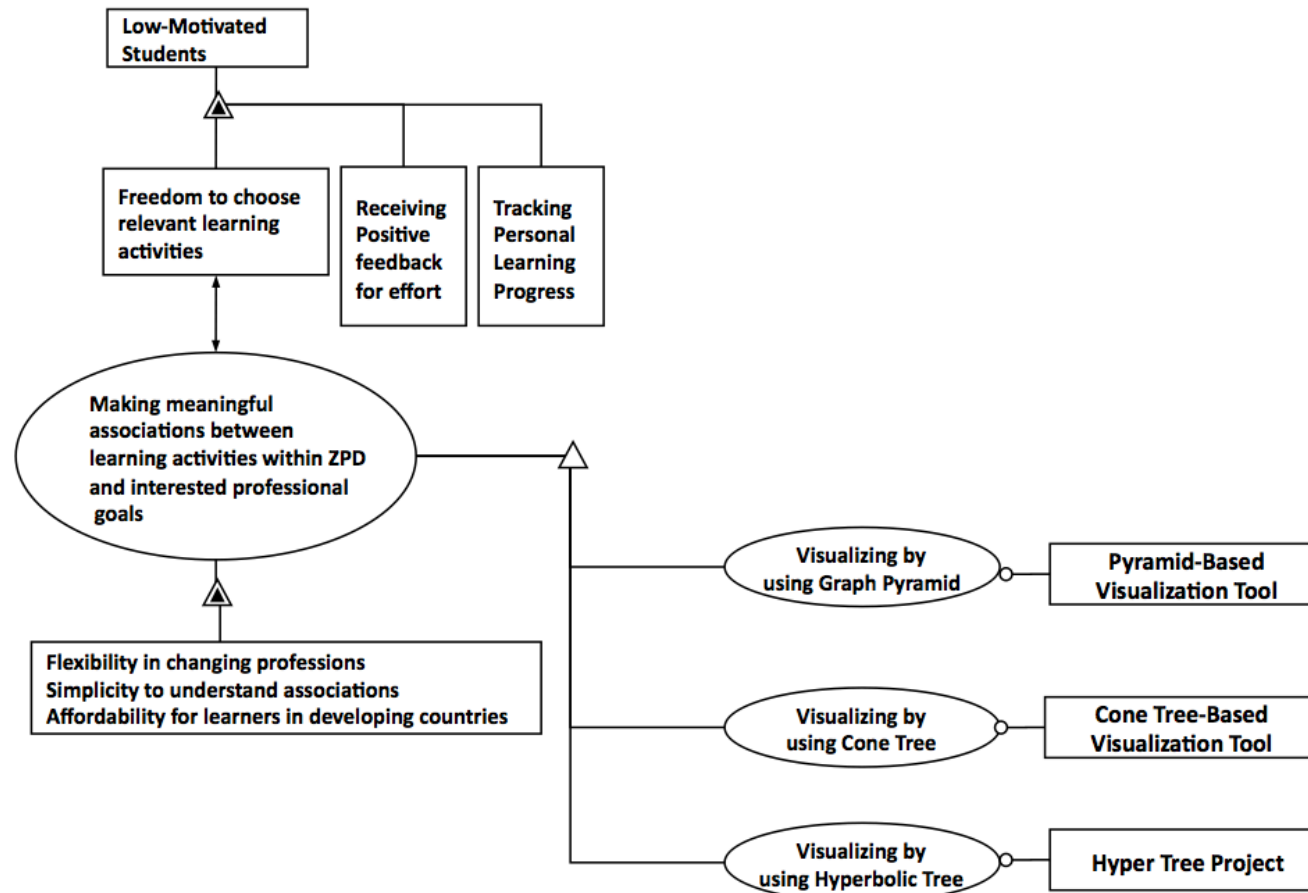 Low-Motivated
Students
Freedom to choose
relevant learning
activities
Receiving
Positive
feedback
for effort
Tracking
Personal
Learning
Progress
Making meaningful
associations between
learning activities within ZPD
and interested professional
goals
Flexibility in changing professions
Simplicity to understand associations
Affordability for learners in developing countries
Visualizing by
using Graph Pyramid
Pyramid-Based
Visualization Tool
Visualizing by
using Cone Tree
Cone Tree-Based
Visualization Tool
Visualizing by
using Hyperbolic Tree
Hyper Tree Project